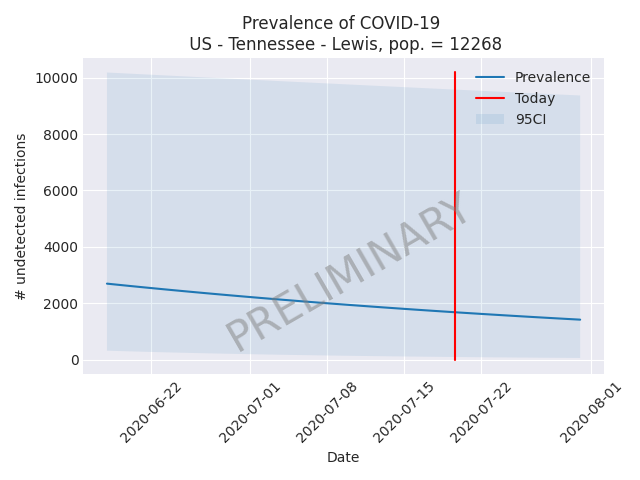 Prevalence of COVID-19
US - Tennessee - Lewis, pop. = 12268
10000
8000
6000
4000
2000
0
# undetected infections
Prevalence
Today
95CI
PRELIMINARY
2020-06-22
2020-07-01
2020-07-08
2020-07-15
2020-07-22
2020-08-01
Date